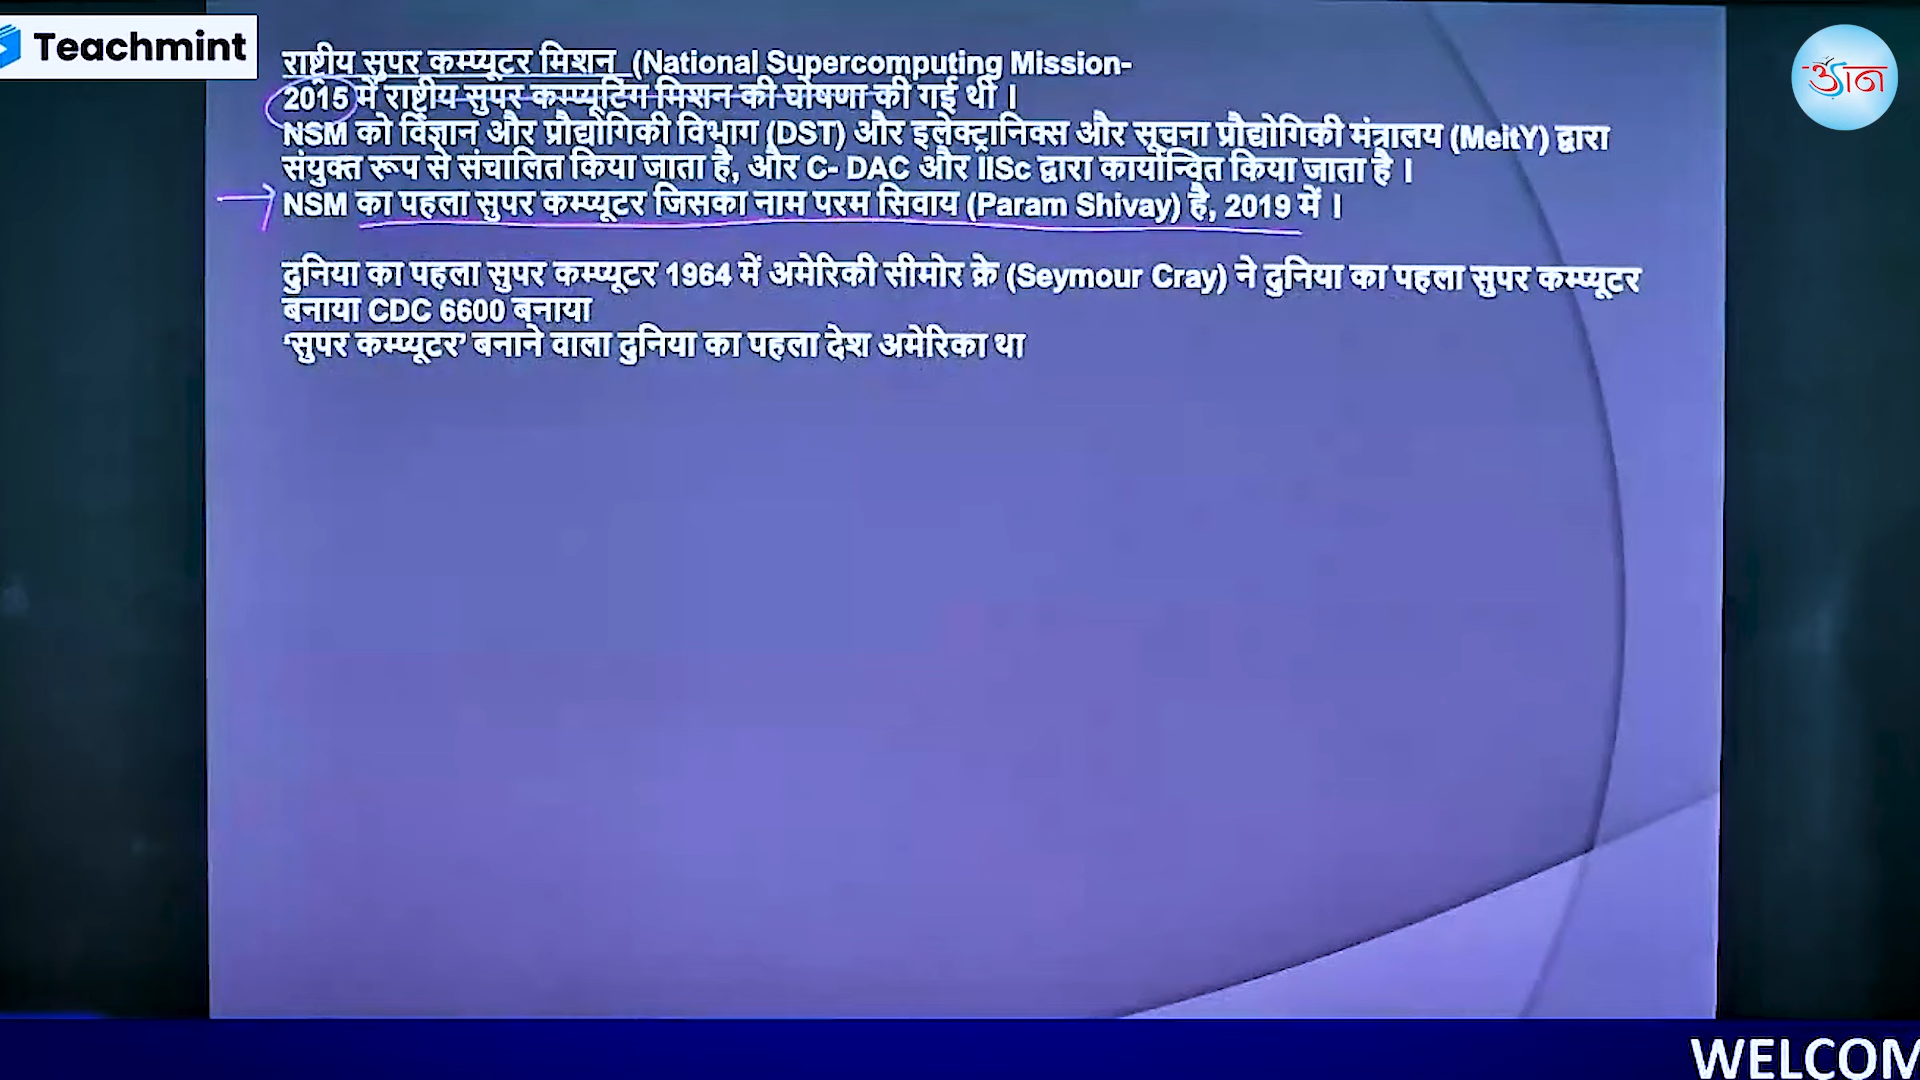 Teachmint
ज्ञान
राष्ट्रीय सुपर कम्प्यूटर मिशन (National Supercomputing Mission-
2015 में राष्ट्रीय सुपर कम्प्यूटिंग मिशन की घोषणा की गई थी ।
NSM को विज्ञान और प्रौद्योगिकी विभाग (DST) और इलेक्ट्रानिक्स और सूचना प्रौद्योगिकी मंत्रालय (MeitY) द्वारा
संयुक्त रूप से संचालित किया जाता है, और C- DAC और IISc द्वारा कार्यान्वित किया जाता है ।
NSM का पहला सुपर कम्प्यूटर जिसका नाम परम सिवाय (Param Shivay) है, 2019 में ।
दुनिया का पहला सुपर कम्प्यूटर 1964 में अमेरिकी सीमोर क्रे (Seymour Cray) ने दुनिया का पहला सुपर कम्प्यूटर
बनाया CDC 6600 बनाया
‘सुपर कम्प्यूटर’ बनाने वाला दुनिया का पहला देश अमेरिका था
WELCOM